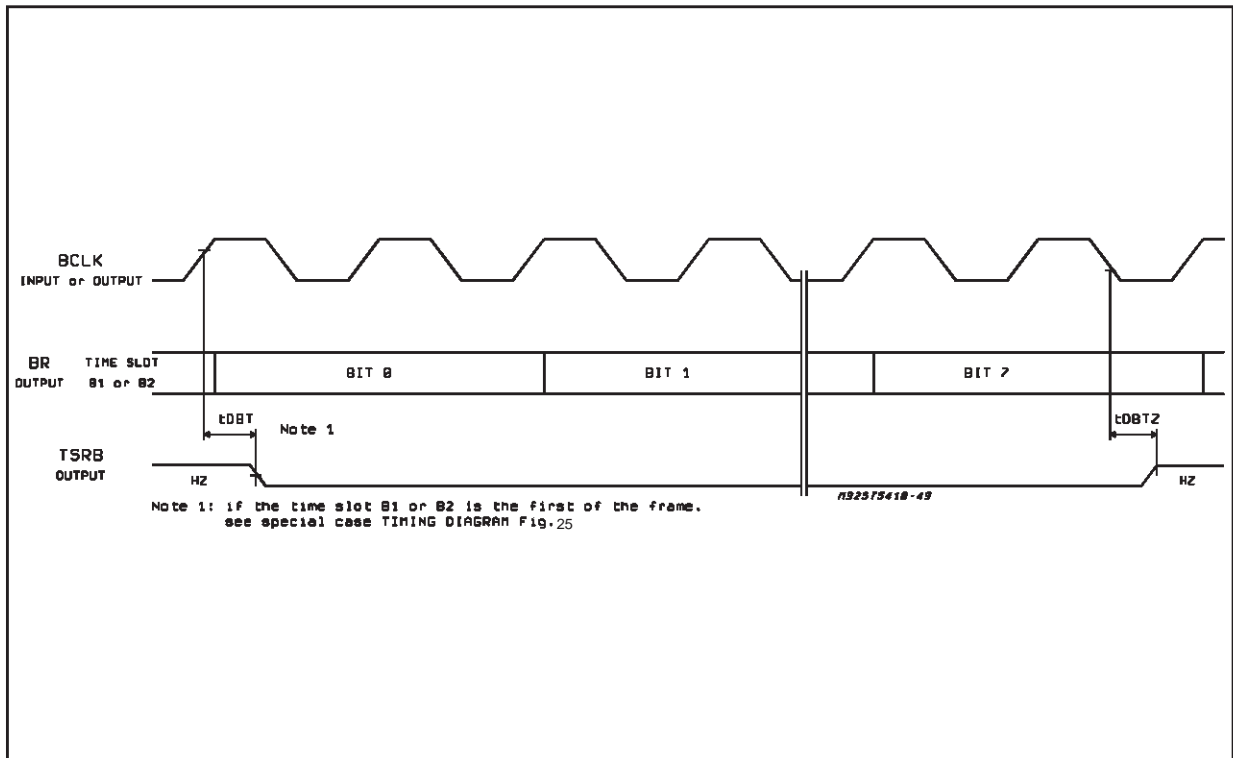 BCLK
INPUT or OUTPUT
BR TIME SLOT
OUTPUT B1 or B2
BIT 0 BIT 1 BIT 7
tDBT Note 1 tDBTZ
TSRB
OUTPUT
HZ HZ
M92STS410-49
Note 1: if the time slot B1 or B2 is the first of the frame.
see special case TIMING DIAGRAM Fig.25